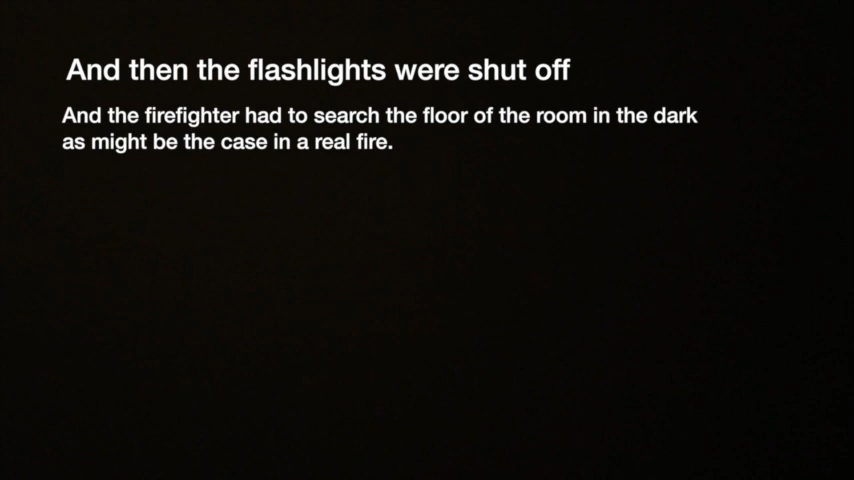 And then the flashlights were shut off
And the firefighter had to search the floor of the room in the dark
as might be the case in a real fire.